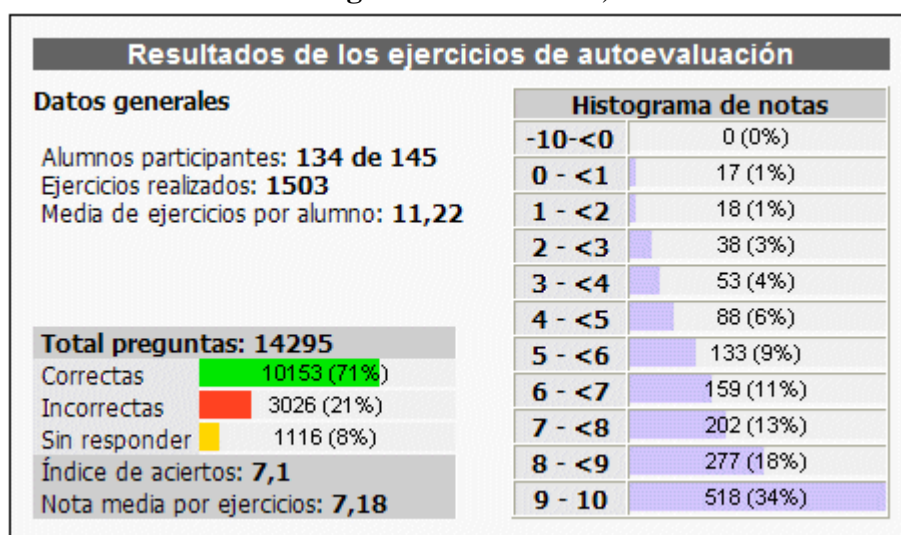 Resultados de los ejercicios de autoevaluación
Datos generales
Alumnos participantes: 134 de 145
Ejercicios realizados: 1503
Media de ejercicios por alumno: 11,22
Total preguntas: 14295
Correctas 10153 (71%)
Incorrectas 3026 (21%)
Sin responder 1116 (8%)
Índice de aciertos: 7,1
Nota media por ejercicios: 7,18
Histograma de notas
-10-<0 0 (0%)
0 - <1 17 (1%)
1 - <2 18 (1%)
2 - <3 38 (3%)
3 - <4 53 (4%)
4 - <5 88 (6%)
5 - <6 133 (9%)
6 - <7 159 (11%)
7 - <8 202 (13%)
8 - <9 277 (18%)
9 - 10 518 (34%)